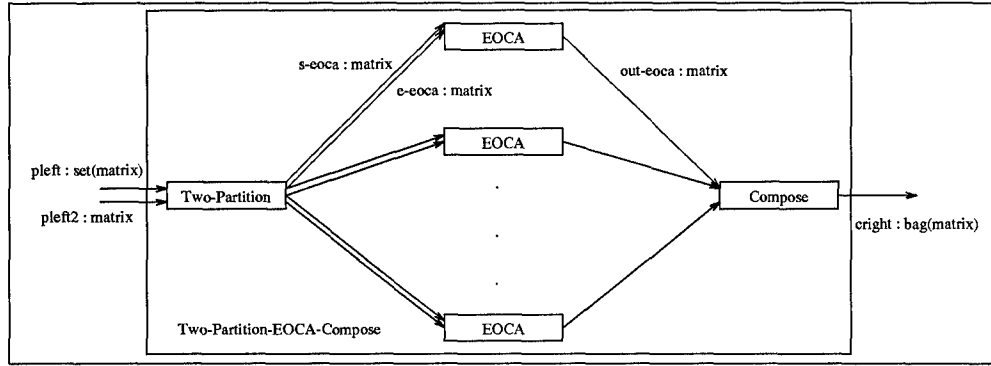 EOCA
s-eoca : matrix
out-eoca : matrix
e-eoca : matrix
EOCA
pleft : set(matrix)
Two-Partition
Compose
pleft2 : matrix
cright : bag(matrix)
Two-Partition-EOCA-Compose
EOCA